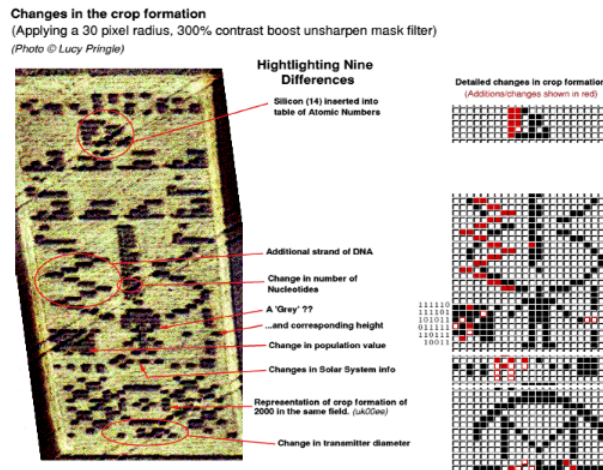 Changes in the crop formation
(Applying a 30 pixel radius, 300% contrast boost unsharpen mask filter)
(Photo © Lucy Pringle)
Hightlighting Nine
Differences
Detailed changes in crop formation
(Additions/changes shown in red)
Silicon (14) inserted into
table of Atomic Numbers
Additional strand of DNA
Change in number of
Nucleotides
A 'Grey' ??
...and corresponding height
Change in population value
Changes in Solar System info
Representation of crop formation of
2000 in the same field. (uk00ee)
Change in transmitter diameter
111110
111101
101011
011111
110111
10011